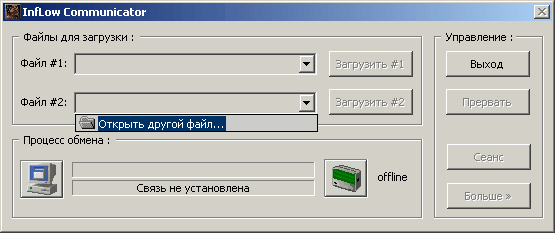 InfLow Communicator
Файлы для загрузки :
Файл #1:
Загрузить #1
Файл #2:
Загрузить #2
Открыть другой файл...
Процесс обмена :
Связь не установлена
offline
Управление :
Выход
Прервать
Сеанс
Больше »